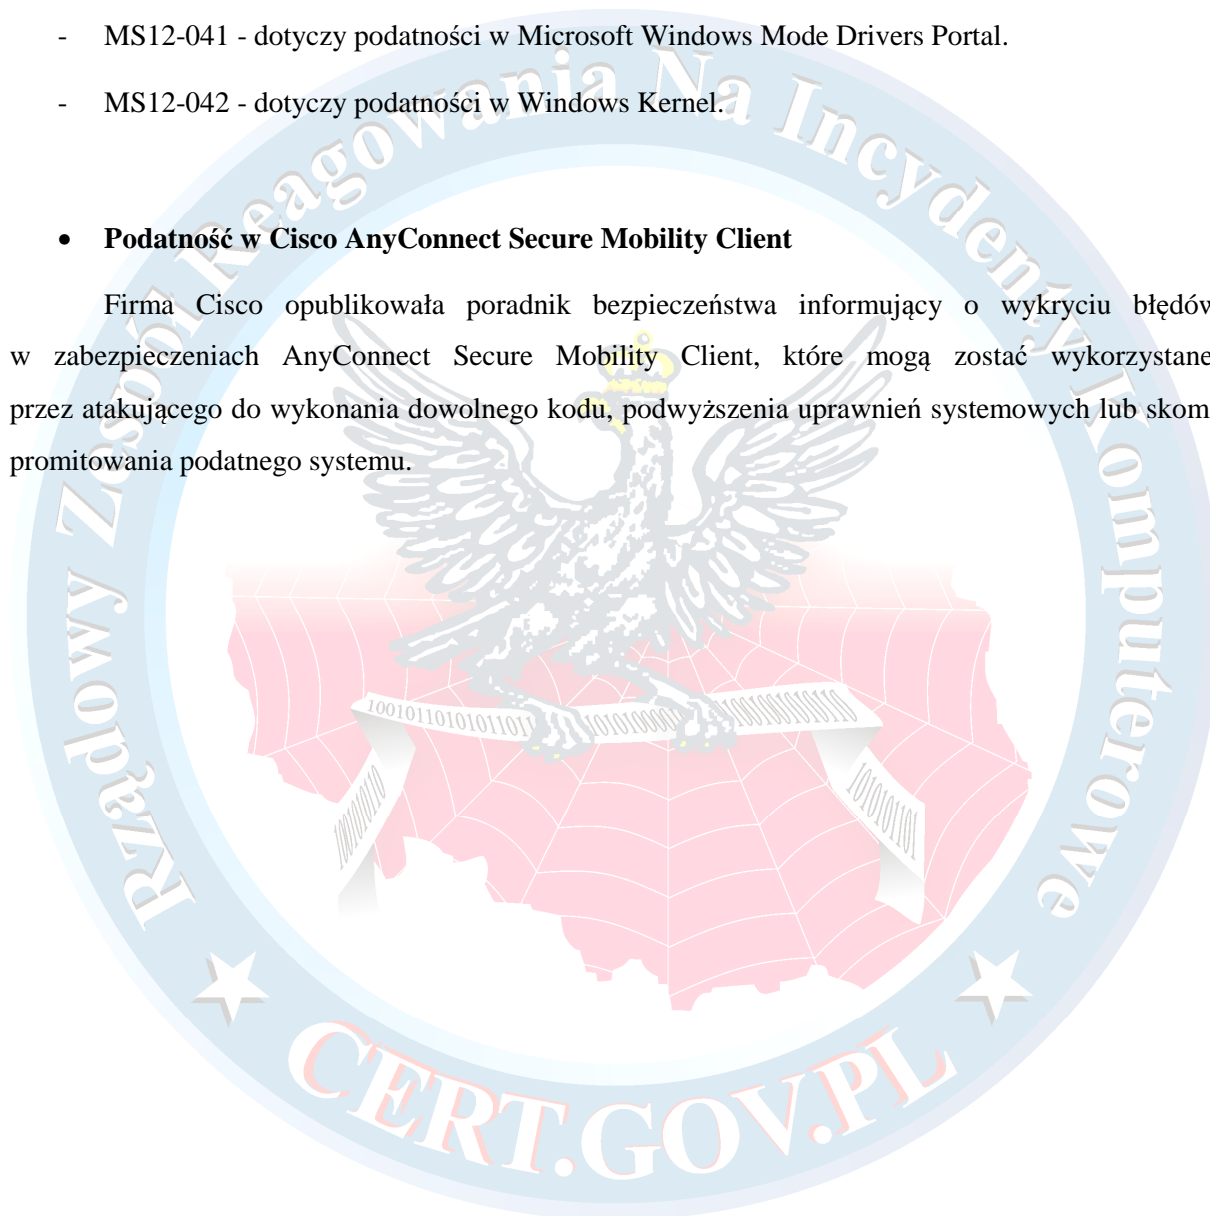 - MS12-041 - dotyczy podatności w Microsoft Windows Mode Drivers Portal.
- MS12-042 - dotyczy podatności w Windows Kernel.
• Podatność w Cisco AnyConnect Secure Mobility Client
Firma Cisco opublikowała poradnik bezpieczeństwa informujący o wykryciu błędów
w zabezpieczeniach AnyConnect Secure Mobility Client, które mogą zostać wykorzystane
przez atakującego do wykonania dowolnego kodu, podwyższenia uprawnień systemowych lub skom
promitowania podatnego systemu.
Rządowy Zespół Reagowania Na Incydenty Komputerowe
CERT.GOV.PL